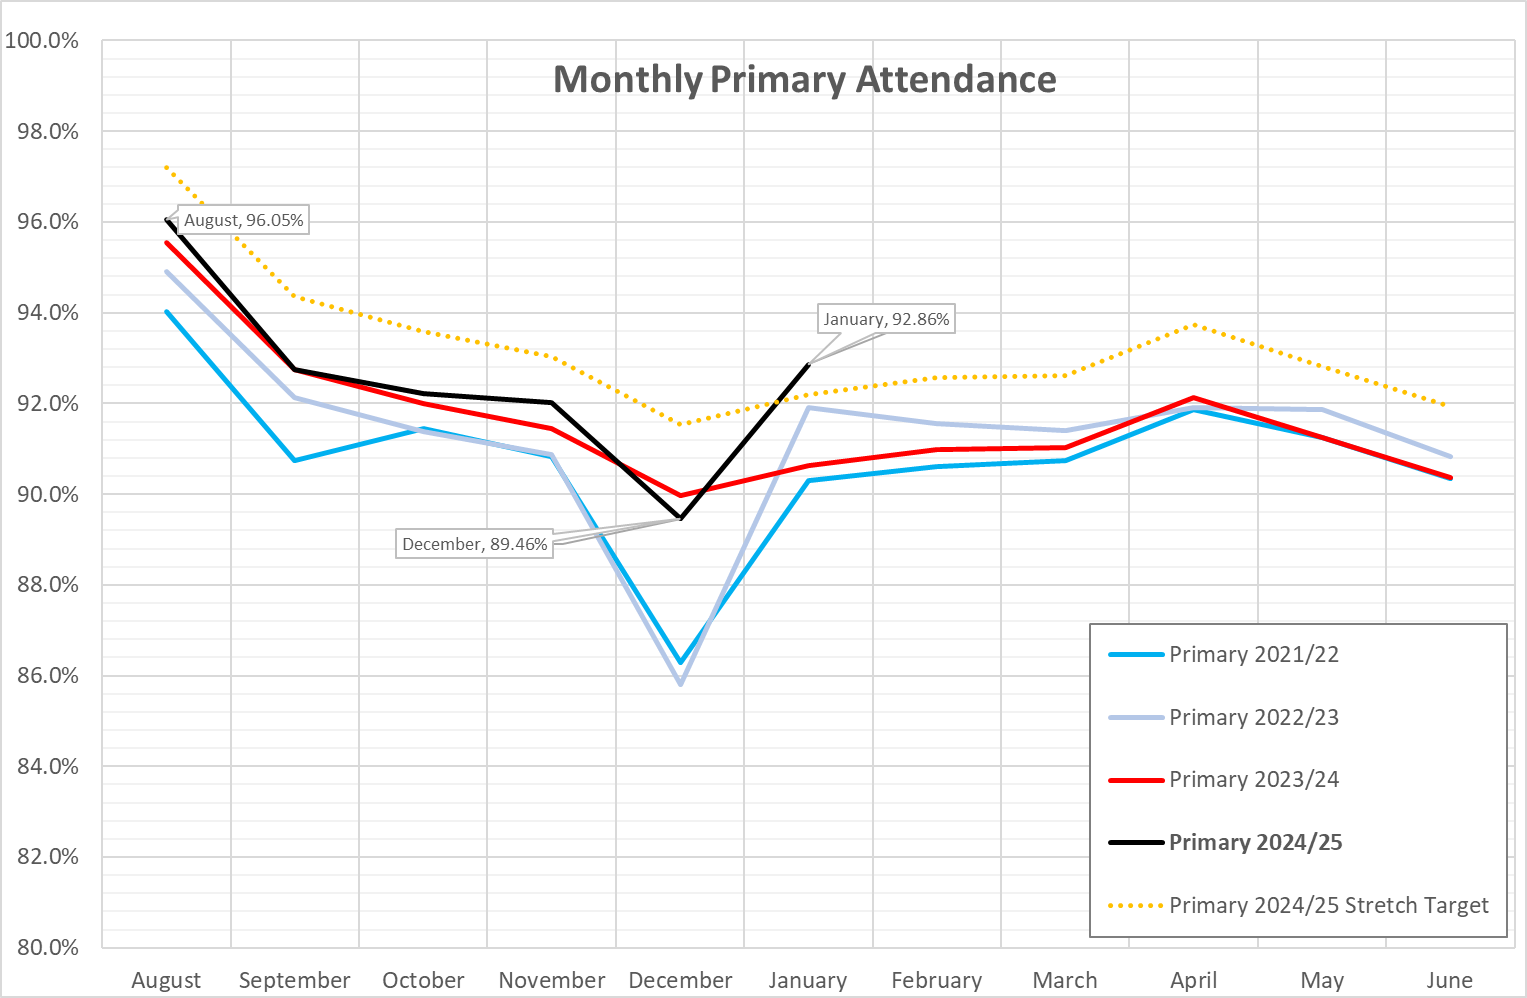 Monthly Primary Attendance
100.0%
98.0%
96.0%
94.0%
92.0%
90.0%
88.0%
86.0%
84.0%
82.0%
80.0%
August, 96.05%
January, 92.86%
December, 89.46%
Primary 2021/22
Primary 2022/23
Primary 2023/24
Primary 2024/25
Primary 2024/25 Stretch Target
August September October November December January February March April May June